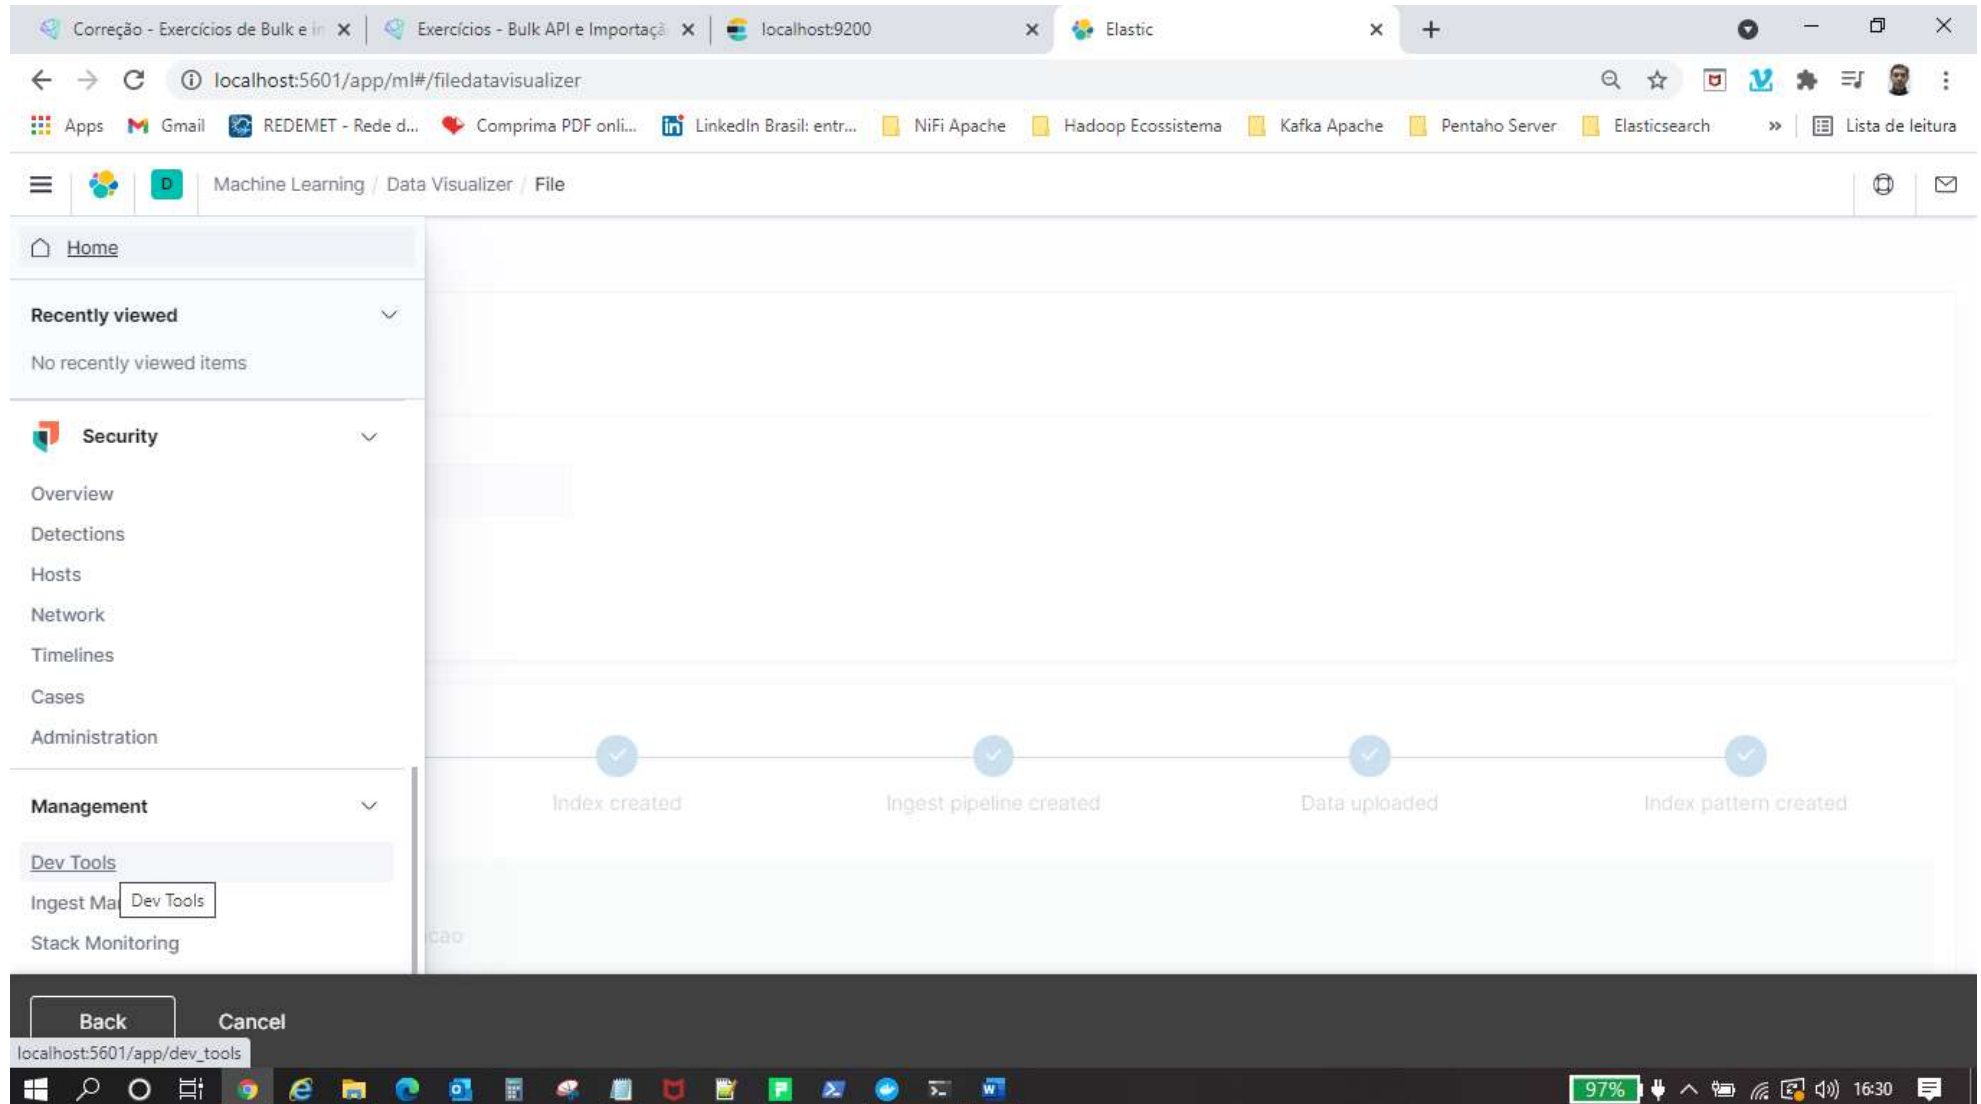 Correção - Exercícios de Bulk e in
Exercícios - Bulk API e Importaçã
localhost:9200
Elastic
localhost:5601/app/ml#/filedatavisualizer
Apps
Gmail
REDEMET - Rede d...
Comprima PDF onli...
LinkedIn Brasil: entr...
NiFi Apache
Hadoop Ecossistema
Kafka Apache
Pentaho Server
Elasticsearch
»
Lista de leitura
D
Machine Learning / Data Visualizer / File
Home
Recently viewed
No recently viewed items
Security
Overview
Detections
Hosts
Network
Timelines
Cases
Administration
Management
Dev Tools
Ingest Ma
Dev Tools
Stack Monitoring
Index created
Ingest pipeline created
Data uploaded
Index pattern created
cao
Back
Cancel
localhost:5601/app/dev_tools
97%
16:30